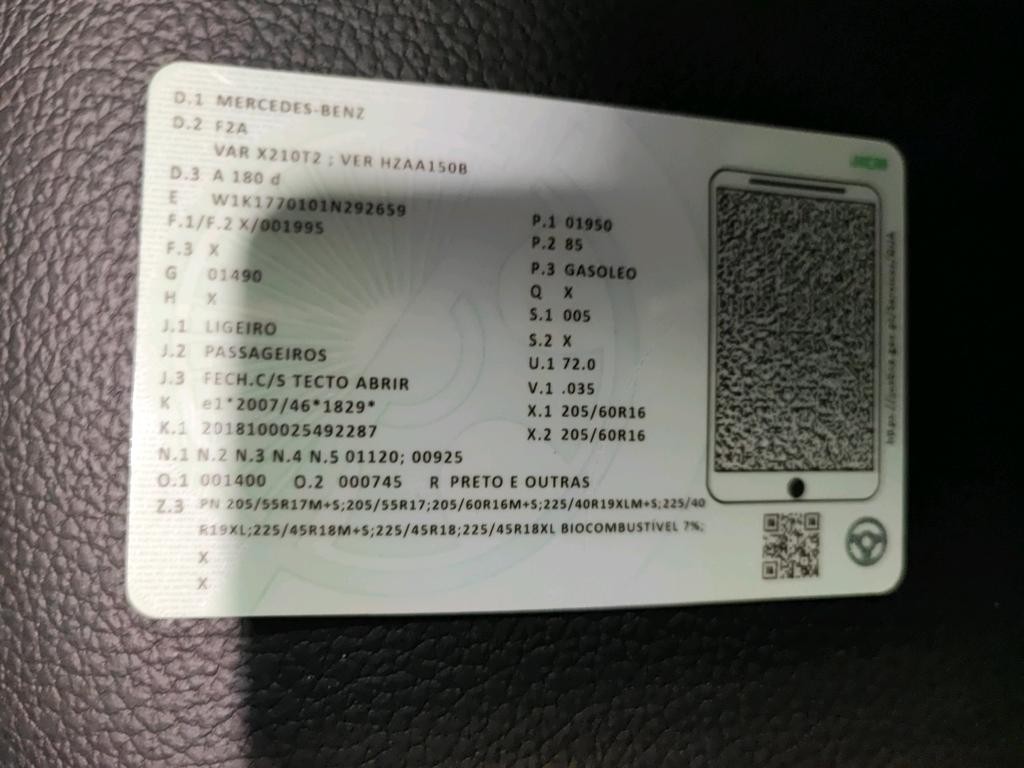 D.1 MERCEDES-BENZ
D.2 F2A
VAR X210T2 ; VER HZAA150B
D.3 A 180 d
E W1K1770101N292659
F.1/F.2 X/001995
F.3 X
G 01490
H X
J.1 LIGEIRO
J.2 PASSAGEIROS
J.3 FECH.C/S TECTO ABRIR
K e1*2007/46*1829*
K.1 2018100025492287
N.1 N.2 N.3 N.4 N.5 01120; 00925
O.1 001400 O.2 000745 R PRETO E OUTRAS
Z.3 PN 205/55R17M+S;205/55R17;205/60R16M+S;225/40R19XLM+S;225/40
R19XL;225/45R18M+S;225/45R18;225/45R18XL BIOCOMBUSTÍVEL 7%;
X
X
P.1 01950
P.2 85
P.3 GASOLEO
Q X
S.1 005
S.2 X
U.1 72.0
V.1 .035
X.1 205/60R16
X.2 205/60R16